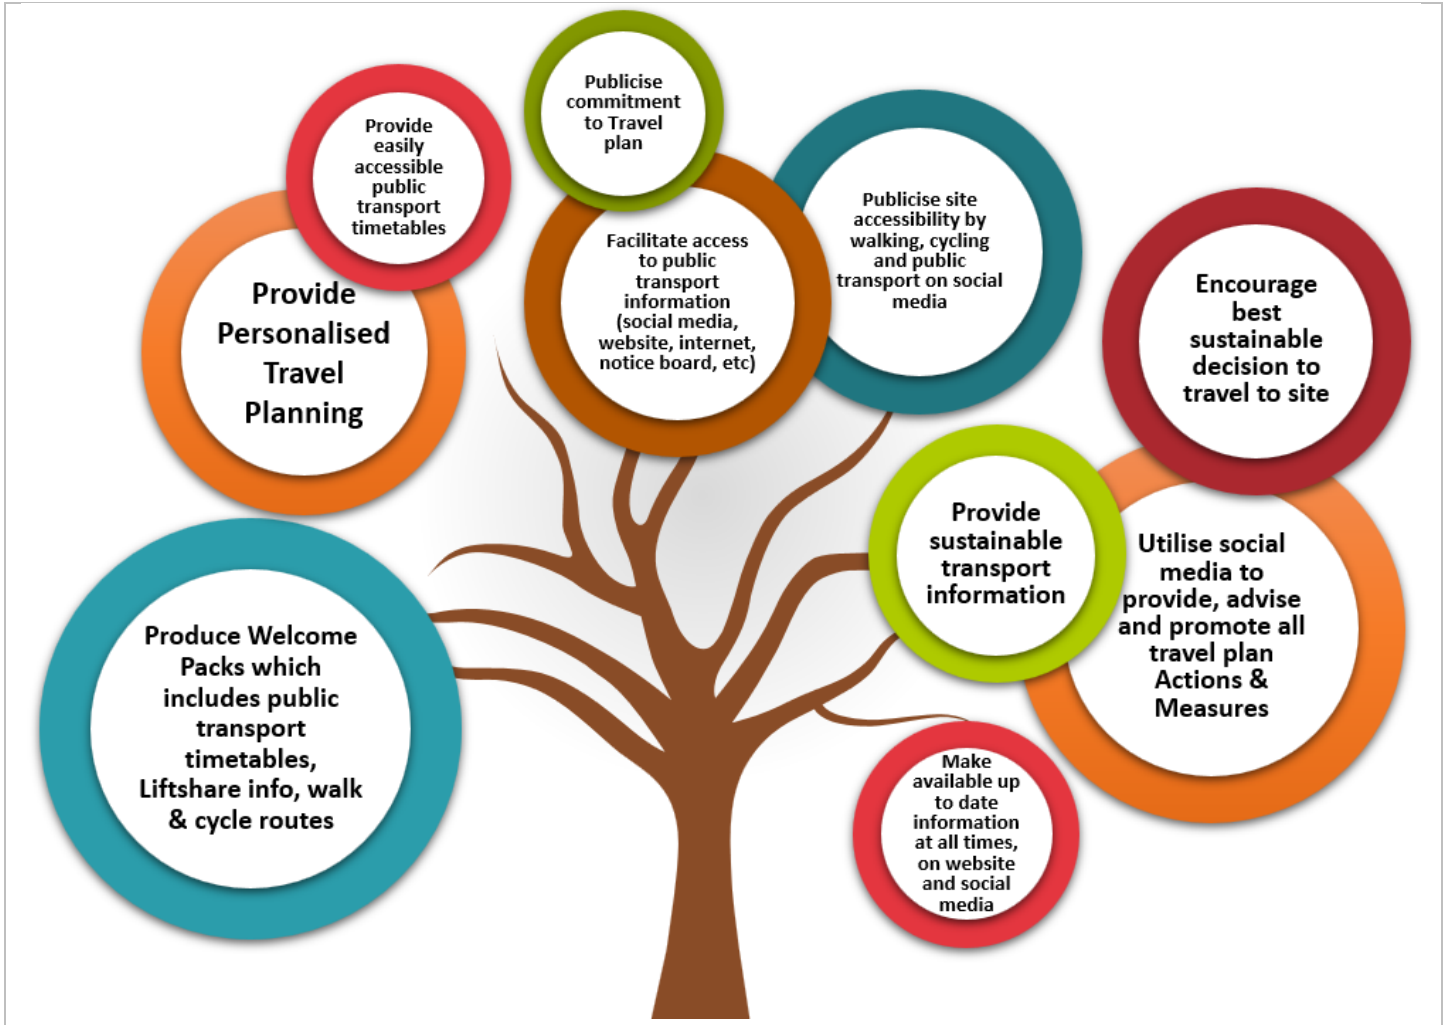 Publicise
commitment
to Travel
plan
Provide
easily
accessible
public
transport
timetables
Provide
Personalised
Travel
Planning
Facilitate access
to public
transport
information
(social media,
website, internet,
notice board, etc)
Publicise site
accessibility by
walking, cycling
and public
transport on social
media
Encourage
best
sustainable
decision to
travel to site
Provide
sustainable
transport
information
Utilise social
media to
provide, advise
and promote all
travel plan
Actions &
Measures
Produce Welcome
Packs which
includes public
transport
timetables,
Liftshare info, walk
& cycle routes
Make
available up
to date
information
at all times,
on website
and social
media